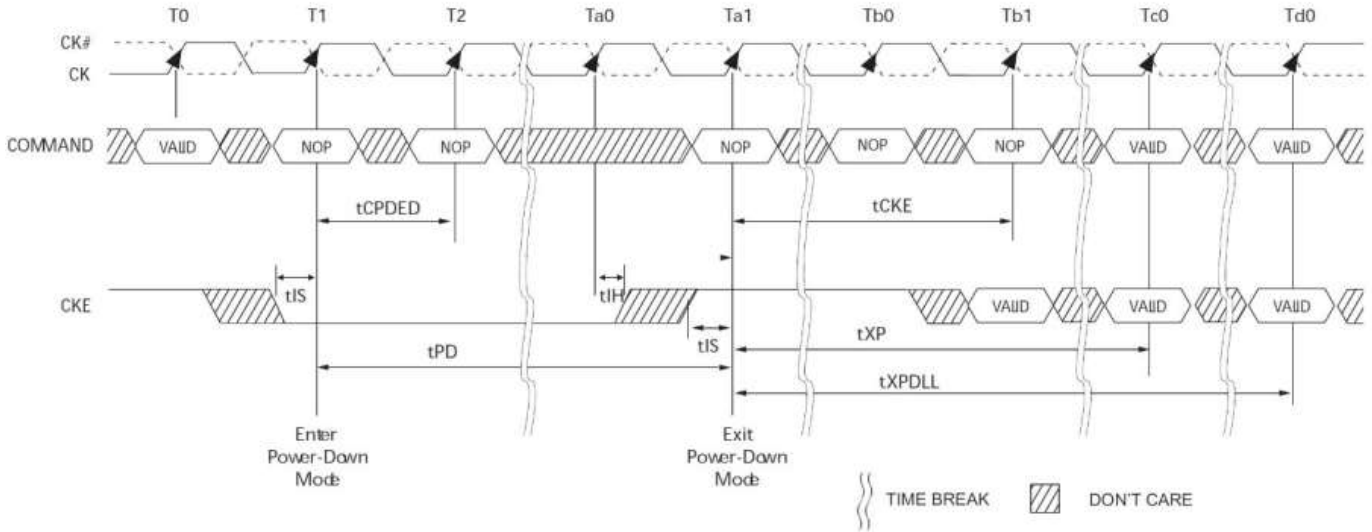 T0 T1 T2 Ta0 Ta1 Tb0 Tb1 Tc0 Td0
CK#
CK
COMMAND VALID NOP NOP NOP NOP NOP VALID VALID
tCPDED tCKE
CKE tIS tIH VALID VALID VALID
tIS tXP
tPD
tXPDLL
Enter
Power-Down
Mode
Exit
Power-Down
Mode
TIME BREAK DON'T CARE